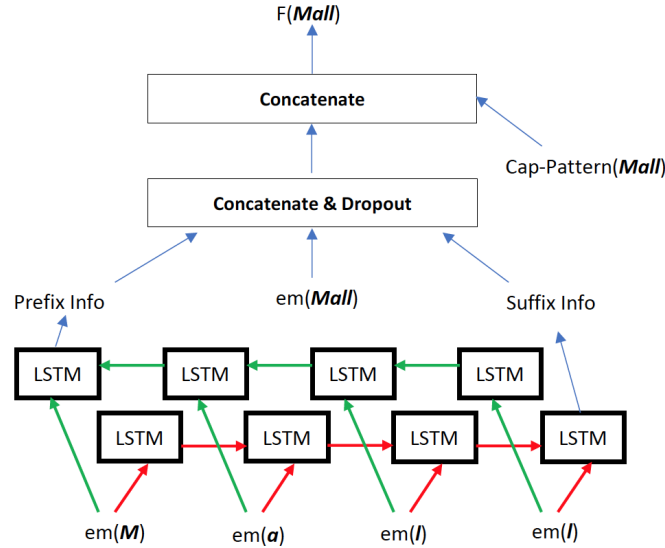 F(Mall)
Concatenate
Cap-Pattern(Mall)
Concatenate & Dropout
Prefix Info
em(Mall)
Suffix Info
LSTM LSTM LSTM LSTM
LSTM LSTM LSTM LSTM
em(M) em(a) em(l) em(l)